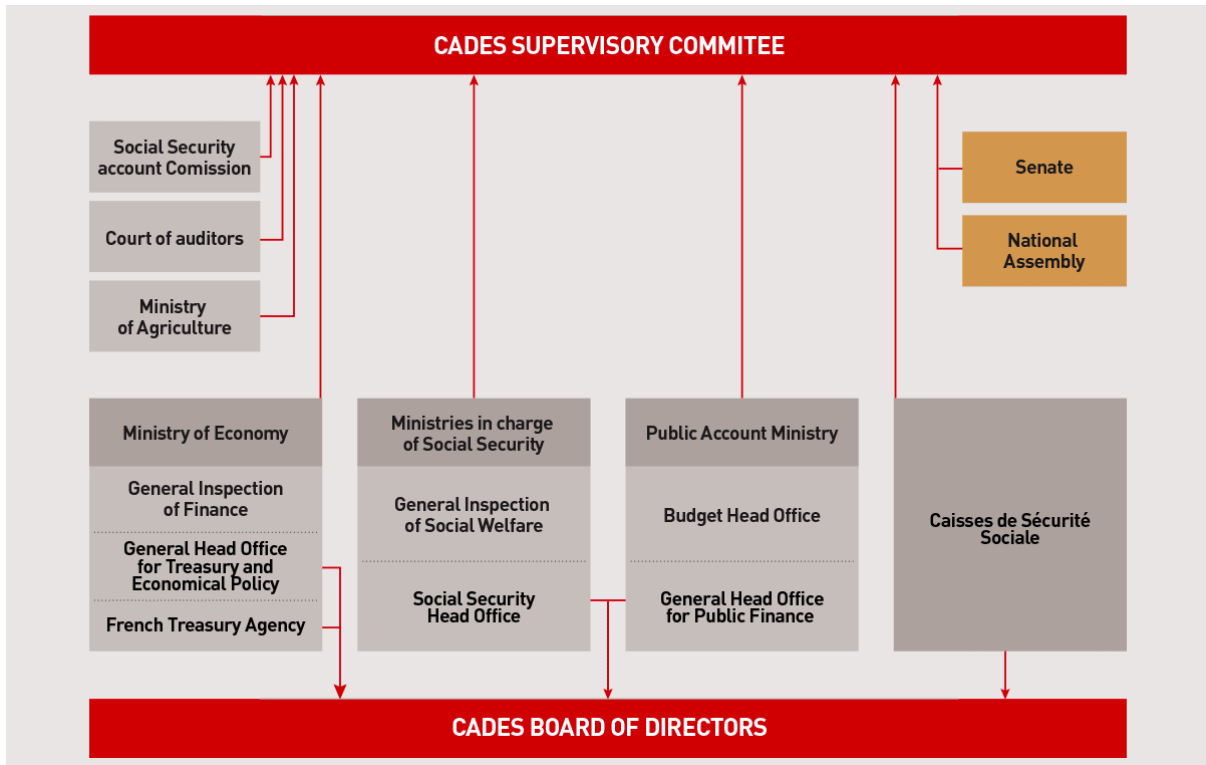 CADES SUPERVISORY COMMITEE
Social Security
account Comission
Court of auditors
Ministry
of Agriculture
Senate
National
Assembly
Ministry of Economy
General Inspection
of Finance
General Head Office
for Treasury and
Economical Policy
French Treasury Agency
Ministries in charge
of Social Security
General Inspection
of Social Welfare
Social Security
Head Office
Public Account Ministry
Budget Head Office
General Head Office
for Public Finance
Caisses de Sécurité
Sociale
CADES BOARD OF DIRECTORS